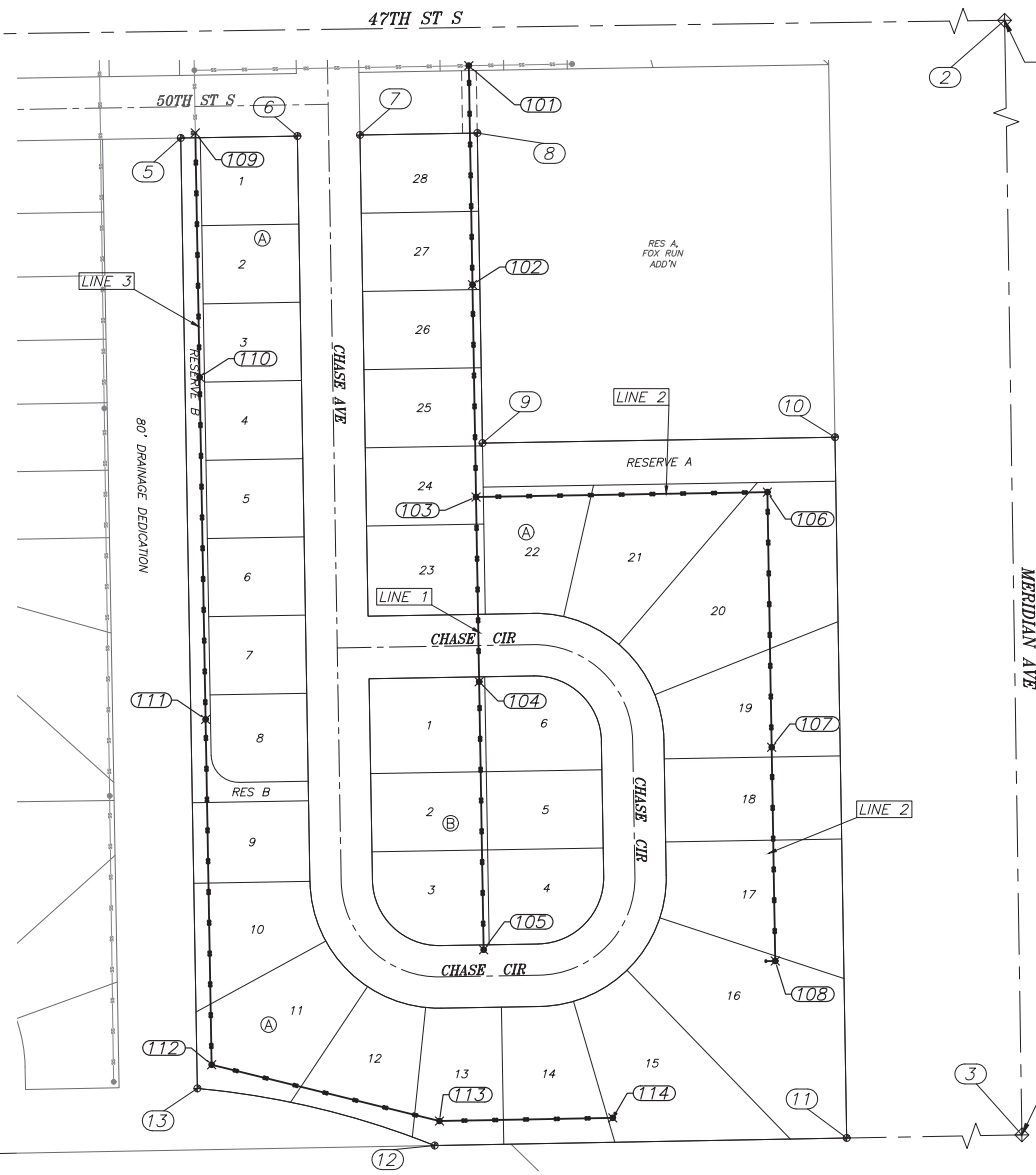 47TH ST S
2
50TH ST S
6
7
101
5
109
8
1
28
A
2
27
RES A,
FOX RUN
ADD'N
102
LINE 3
3
26
RESERVE B
110
CHASE AVE
LINE 2
9
10
25
4
80' DRAINAGE DEDICATION
RESERVE A
24
5
103
106
A
22
21
MERIDIAN AVE
6
23
LINE 1
20
CHASE CIR
7
111
104
19
107
8
1
6
RES B
CHASE CIR
18
LINE 2
2
B
5
9
3
4
17
10
105
CHASE CIR
16
108
11
A
112
12
13
14
15
113
114
3
13
11
12